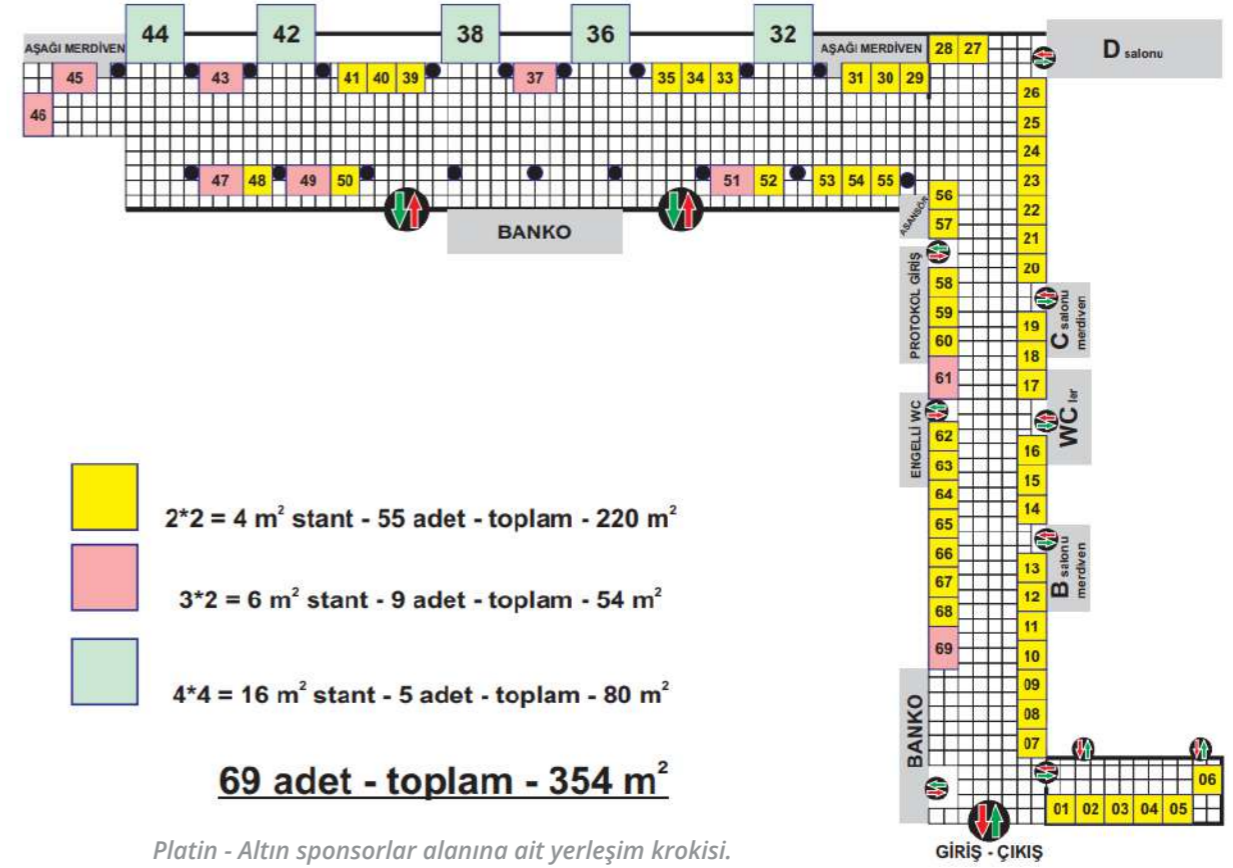 44
42
38
36
32
AŞAĞI MERDİVEN
AŞAĞI MERDİVEN
28 27
D salonu
45
43
41 40 39
37
35 34 33
31 30 29
46
26
25
24
23
22
21
20
47 48 49 50
51 52
53 54 55
56
57
ASANSÖR
BANKO
PROTOKOL GİRİŞ
58
59
60
61
C salonu merdiven
19
18
17
ENGELLİ WC
WC ler
62
63
64
65
66
67
68
69
16
15
14
B salonu merdiven
13
12
11
10
09
08
07
BANKO
06
01 02 03 04 05
GİRİŞ - ÇIKIŞ
2*2 = 4 m² stant - 55 adet - toplam - 220 m²
3*2 = 6 m² stant - 9 adet - toplam - 54 m²
4*4 = 16 m² stant - 5 adet - toplam - 80 m²
69 adet - toplam - 354 m²
Platin - Altın sponsorlar alanına ait yerleşim krokisi.